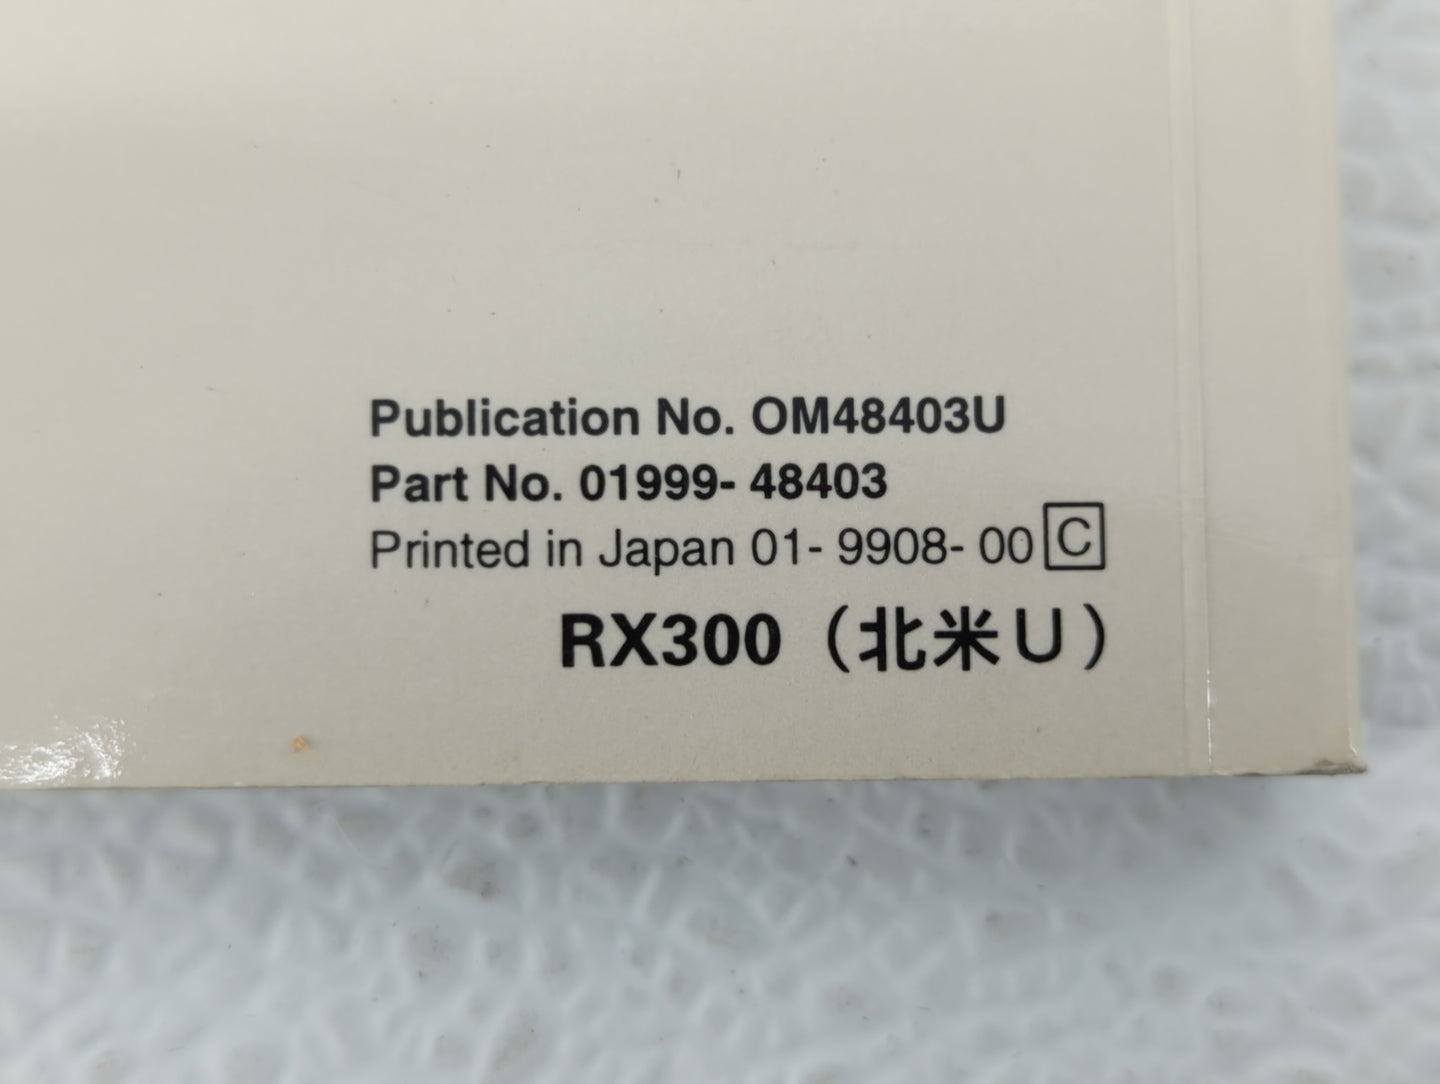 Publication No. OM48403U
Part No. 01999- 48403
Printed in Japan 01- 9908- 00 C
RX300（北米U）